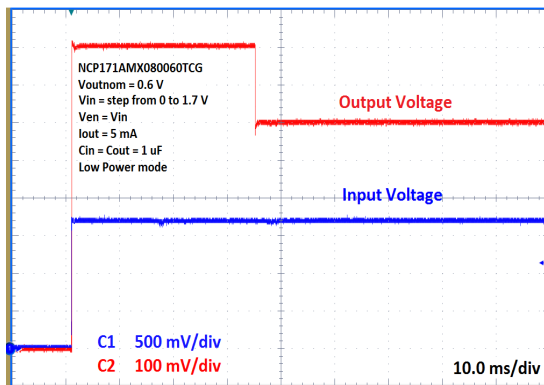 NCP171AMX080060TCG
Voutnom = 0.6 V
Vin = step from 0 to 1.7 V
Ven = Vin
Iout = 5 mA
Cin = Cout = 1 uF
Low Power mode
Output Voltage
Input Voltage
C1 500 mV/div
C2 100 mV/div
10.0 ms/div